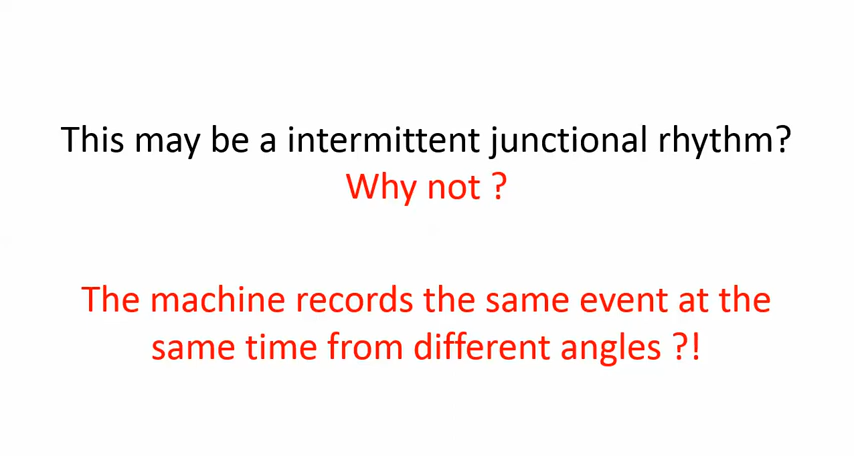 This may be a intermittent junctional rhythm?
Why not ?
The machine records the same event at the
same time from different angles ?!